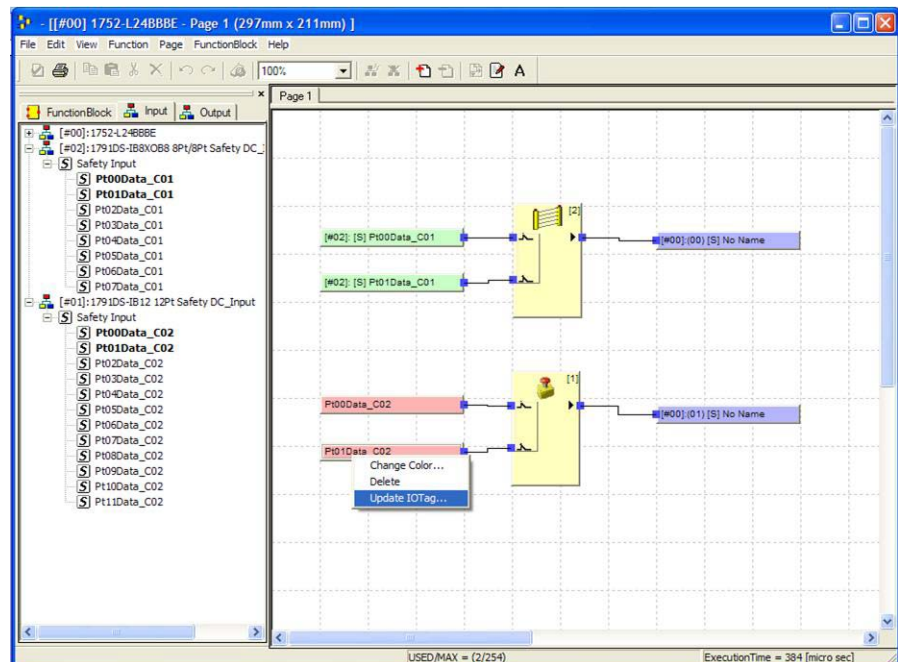 - [[#00] 1752-L24BBBE - Page 1 (297mm x 211mm) ]
File Edit View Function Page FunctionBlock Help
100%
A
Page 1
FunctionBlock Input Output
[#00]:1752-L24BBBE
[#02]:1791DS-IB8XOB8 8Pt/8Pt Safety DC_I
S Safety Input
S Pt00Data_C01
S Pt01Data_C01
S Pt02Data_C01
S Pt03Data_C01
S Pt04Data_C01
S Pt05Data_C01
S Pt06Data_C01
S Pt07Data_C01
[#01]:1791DS-IB12 12Pt Safety DC_Input
S Safety Input
S Pt00Data_C02
S Pt01Data_C02
S Pt02Data_C02
S Pt03Data_C02
S Pt04Data_C02
S Pt05Data_C02
S Pt06Data_C02
S Pt07Data_C02
S Pt08Data_C02
S Pt09Data_C02
S Pt10Data_C02
S Pt11Data_C02
[2]
[#02]: [S] Pt00Data_C01
[#00]:(00) [S] No Name
[#02]: [S] Pt01Data_C01
[1]
Pt00Data_C02
[#00]:(01) [S] No Name
Pt01Data_C02
Change Color...
Delete
Update IOTag...
USED/MAX = (2/254)
ExecutionTime = 384 [micro sec]